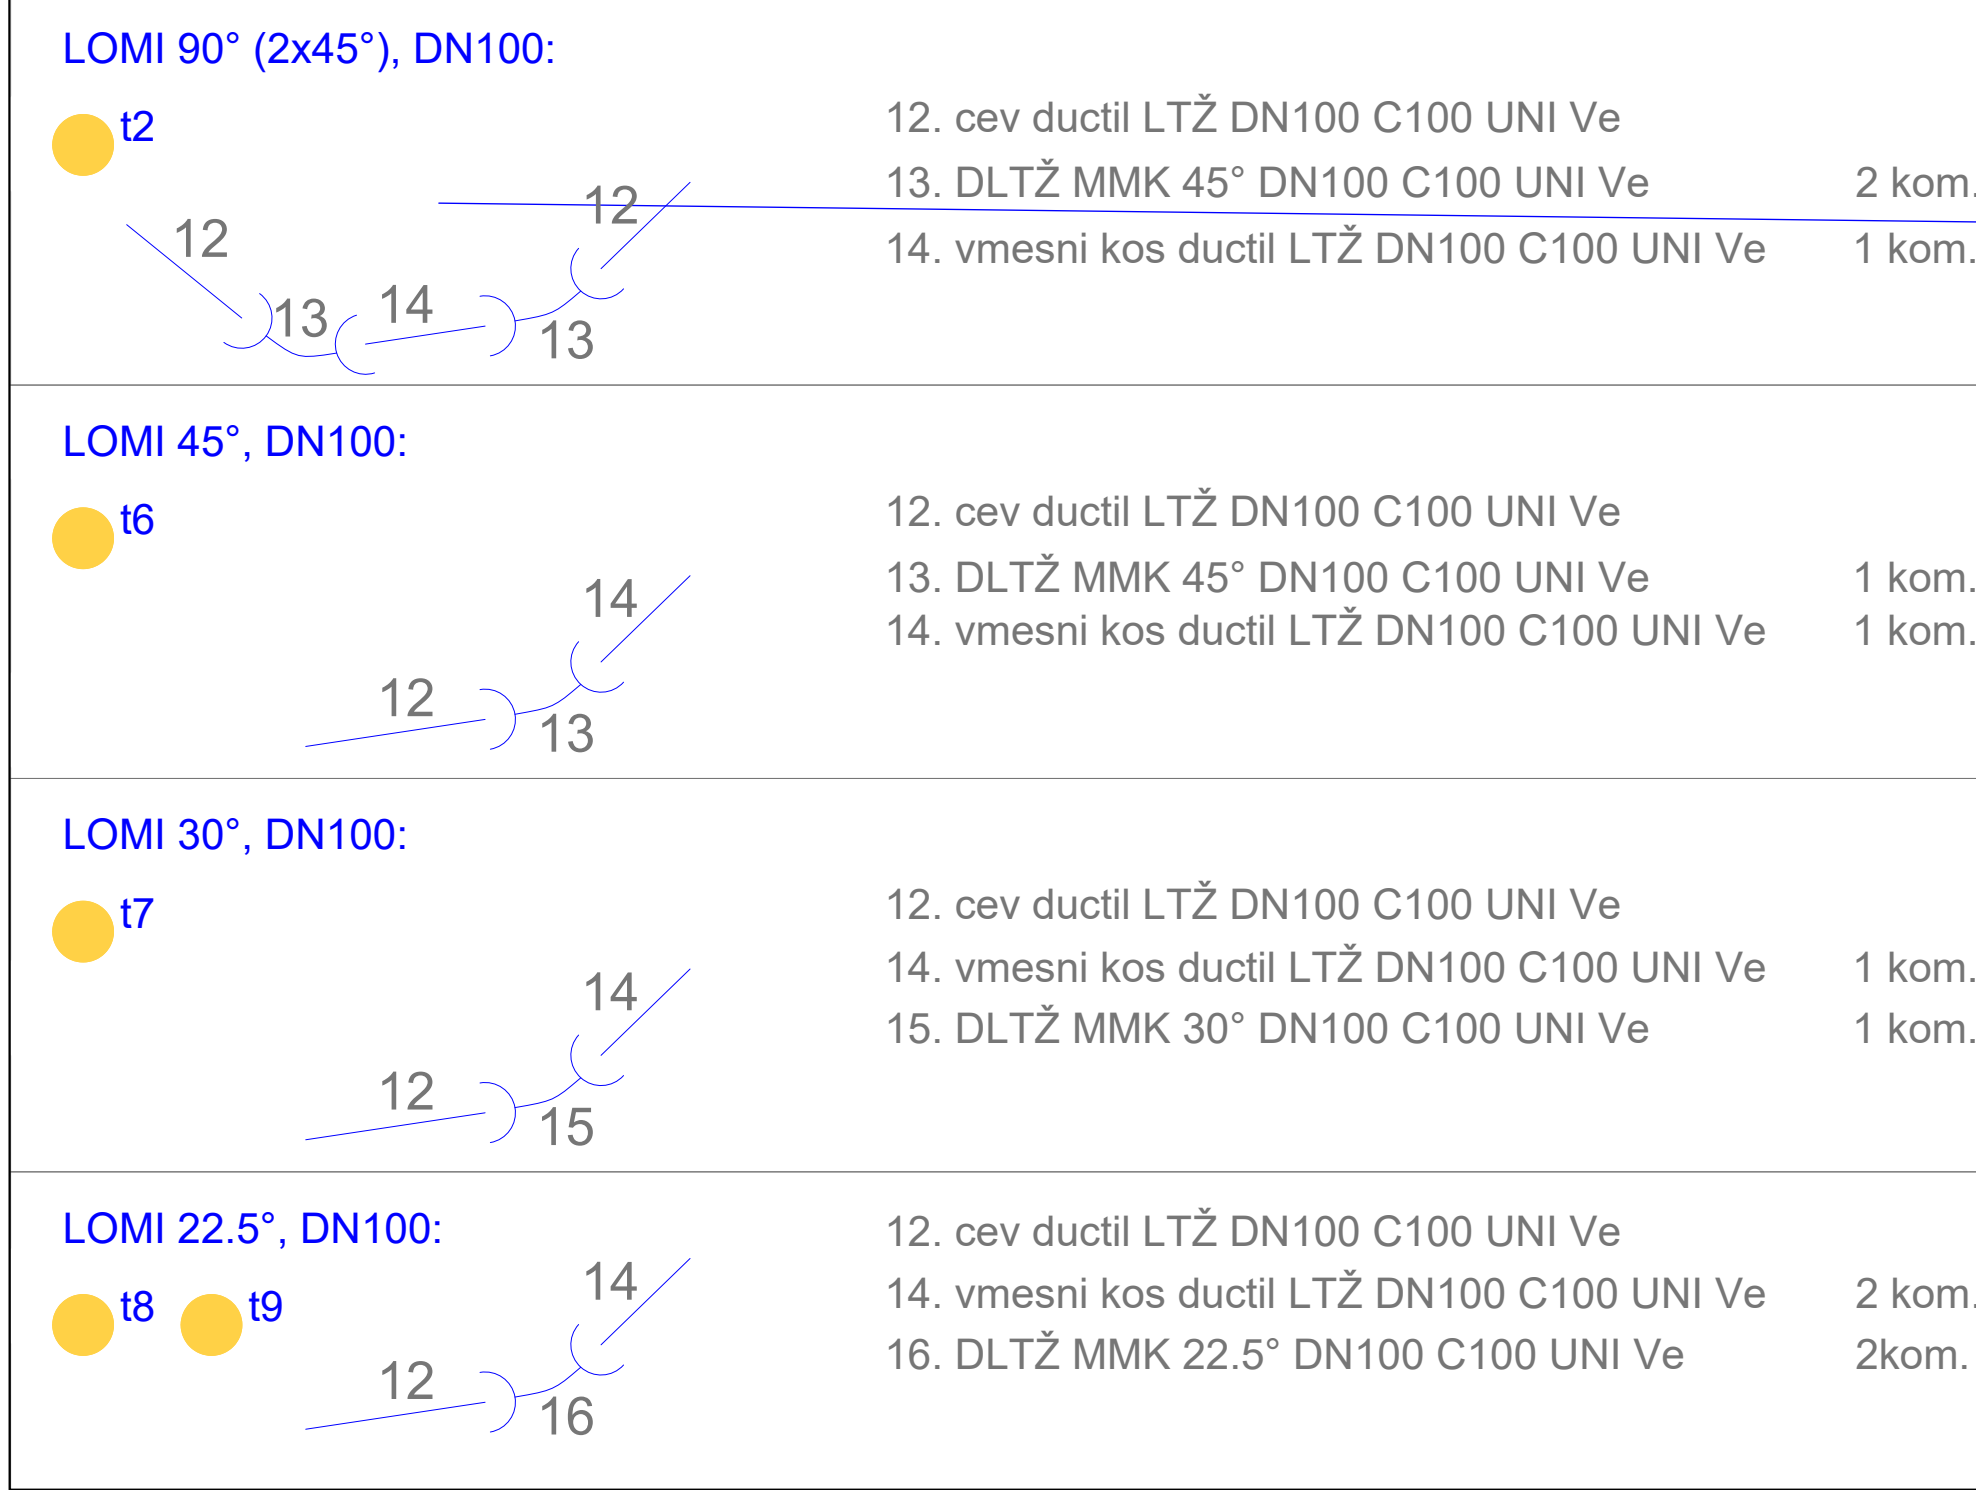 LOMI 90° (2x45°), DN100:
t2
12
12
13
14
13
12. cev ductil LTŽ DN100 C100 UNI Ve
13. DLTŽ MMK 45° DN100 C100 UNI Ve 2 kom.
14. vmesni kos ductil LTŽ DN100 C100 UNI Ve 1 kom.
LOMI 45°, DN100:
t6
14
12
13
12. cev ductil LTŽ DN100 C100 UNI Ve
13. DLTŽ MMK 45° DN100 C100 UNI Ve 1 kom.
14. vmesni kos ductil LTŽ DN100 C100 UNI Ve 1 kom.
LOMI 30°, DN100:
t7
14
12
15
12. cev ductil LTŽ DN100 C100 UNI Ve
14. vmesni kos ductil LTŽ DN100 C100 UNI Ve 1 kom.
15. DLTŽ MMK 30° DN100 C100 UNI Ve 1 kom.
LOMI 22.5°, DN100:
t8 t9
14
12
16
12. cev ductil LTŽ DN100 C100 UNI Ve
14. vmesni kos ductil LTŽ DN100 C100 UNI Ve 2 kom.
16. DLTŽ MMK 22.5° DN100 C100 UNI Ve 2kom.